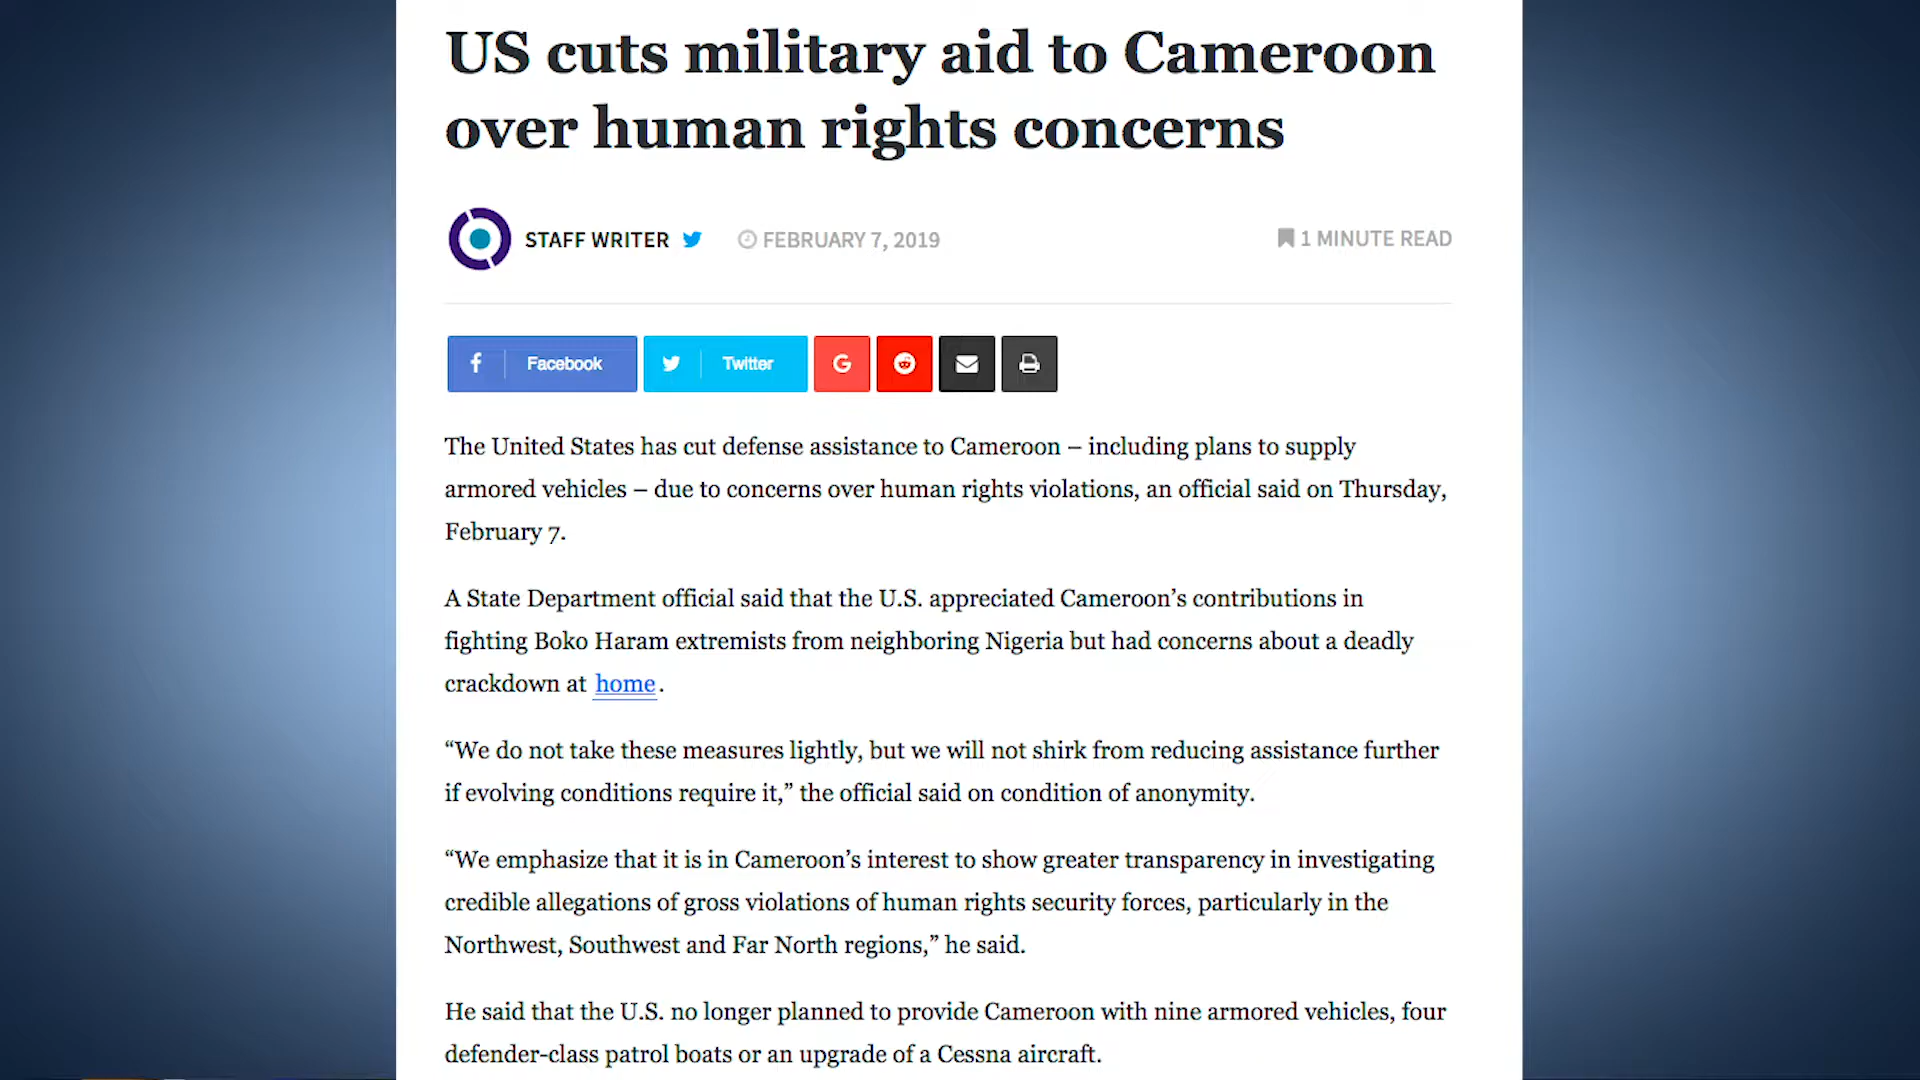 US cuts military aid to Cameroon
over human rights concerns
STAFF WRITER FEBRUARY 7, 2019 1 MINUTE READ
Facebook Twitter
The United States has cut defense assistance to Cameroon – including plans to supply
armored vehicles – due to concerns over human rights violations, an official said on Thursday,
February 7.
A State Department official said that the U.S. appreciated Cameroon’s contributions in
fighting Boko Haram extremists from neighboring Nigeria but had concerns about a deadly
crackdown at home.
“We do not take these measures lightly, but we will not shirk from reducing assistance further
if evolving conditions require it,” the official said on condition of anonymity.
“We emphasize that it is in Cameroon’s interest to show greater transparency in investigating
credible allegations of gross violations of human rights security forces, particularly in the
Northwest, Southwest and Far North regions,” he said.
He said that the U.S. no longer planned to provide Cameroon with nine armored vehicles, four
defender-class patrol boats or an upgrade of a Cessna aircraft.